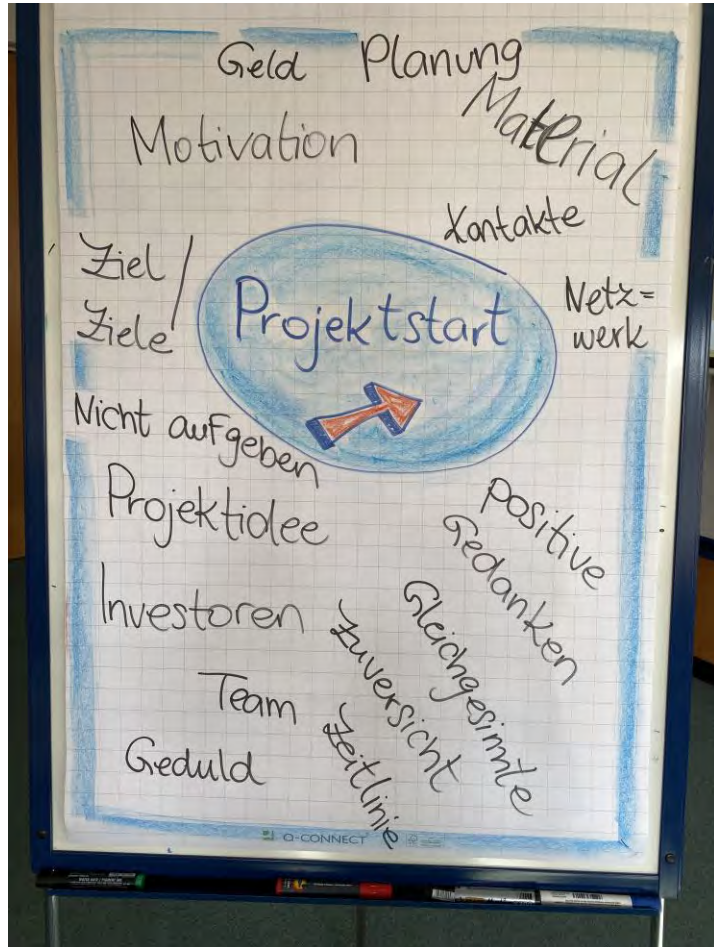 Geld Planung
Material
Motivation
Kontakte
Ziel /
Ziele
Projektstart
Netz=
werk
Nicht aufgeben
Projektidee
positive
Gedanken
Investoren
Gleichgesinnte
Zuversicht
Team
Zeitlinie
Geduld
Q-CONNECT